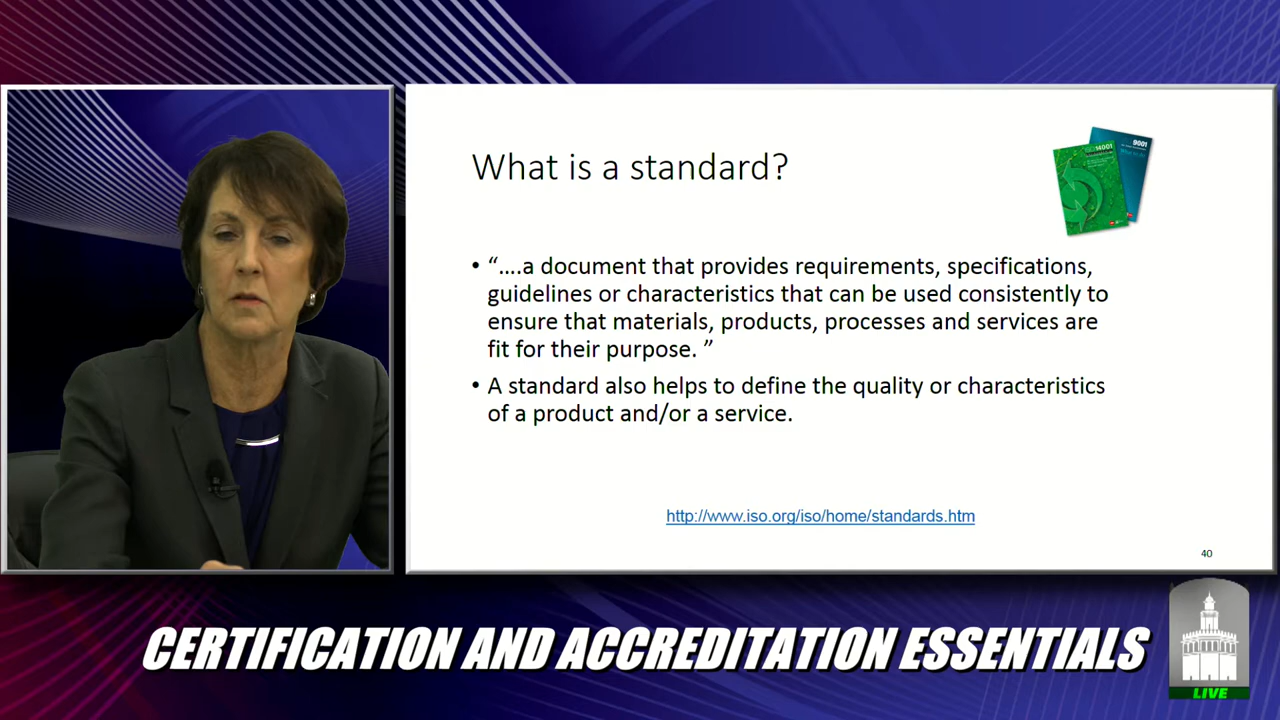 What is a standard?
14001
9001
• “….a document that provides requirements, specifications,
guidelines or characteristics that can be used consistently to
ensure that materials, products, processes and services are
fit for their purpose. ”
• A standard also helps to define the quality or characteristics
of a product and/or a service.
http://www.iso.org/iso/home/standards.htm
40
CERTIFICATION AND ACCREDITATION ESSENTIALS
LIVE